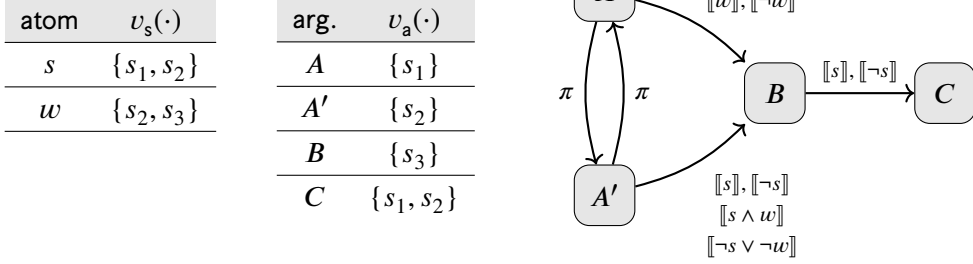 atom v_s(·)
s {s_1, s_2}
w {s_2, s_3}
arg. v_a(·)
A {s_1}
A′ {s_2}
B {s_3}
C {s_1, s_2}
⟦w⟧, ⟦¬w⟧
π π
B
⟦s⟧, ⟦¬s⟧
C
A′
⟦s⟧, ⟦¬s⟧
⟦s ∧ w⟧
⟦¬s ∨ ¬w⟧